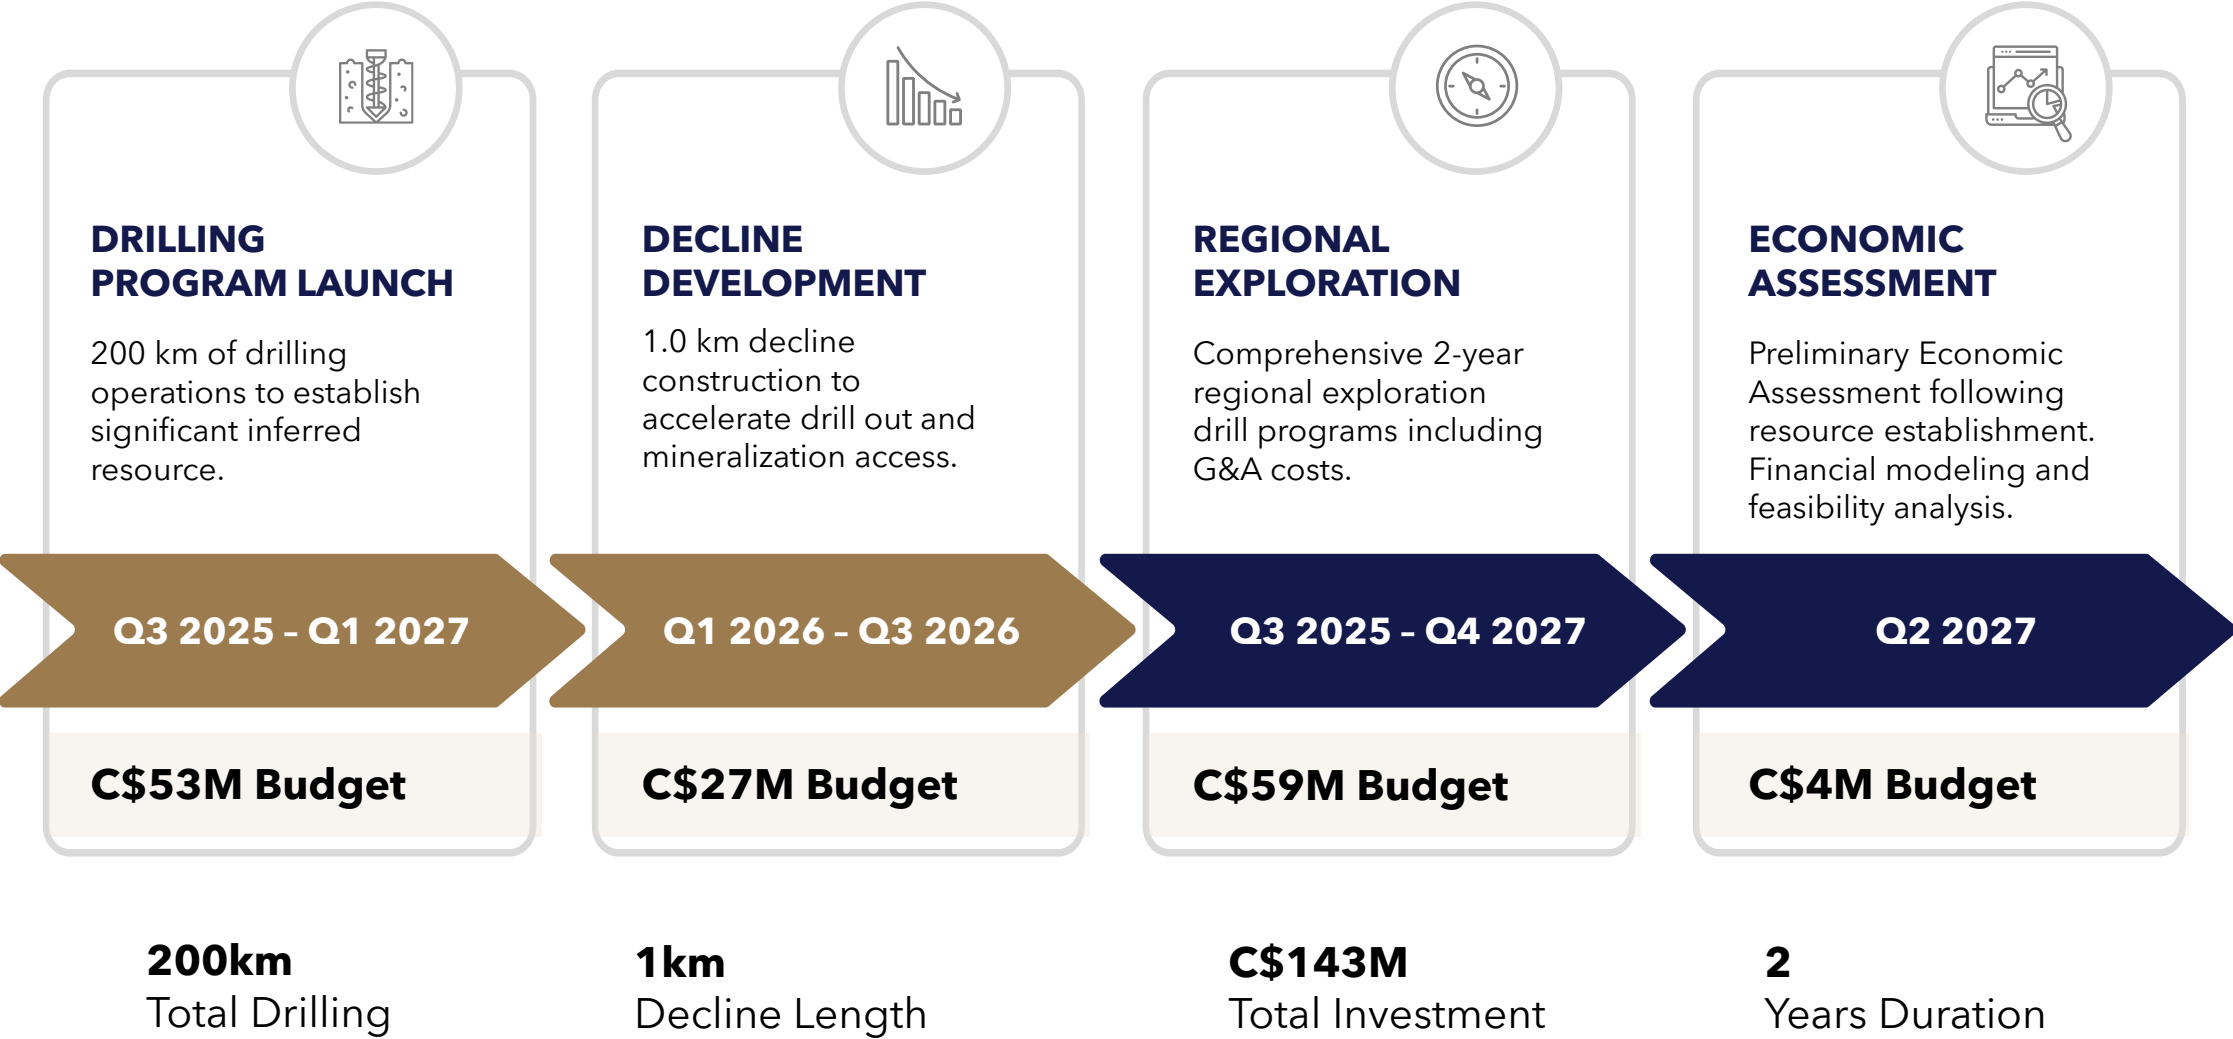 DRILLING
PROGRAM LAUNCH
200 km of drilling
operations to establish
significant inferred
resource.
Q3 2025 – Q1 2027
C$53M Budget
DECLINE
DEVELOPMENT
1.0 km decline
construction to
accelerate drill out and
mineralization access.
Q1 2026 – Q3 2026
C$27M Budget
REGIONAL
EXPLORATION
Comprehensive 2-year
regional exploration
drill programs including
G&A costs.
Q3 2025 – Q4 2027
C$59M Budget
ECONOMIC
ASSESSMENT
Preliminary Economic
Assessment following
resource establishment.
Financial modeling and
feasibility analysis.
Q2 2027
C$4M Budget
200km
Total Drilling
1km
Decline Length
C$143M
Total Investment
2
Years Duration